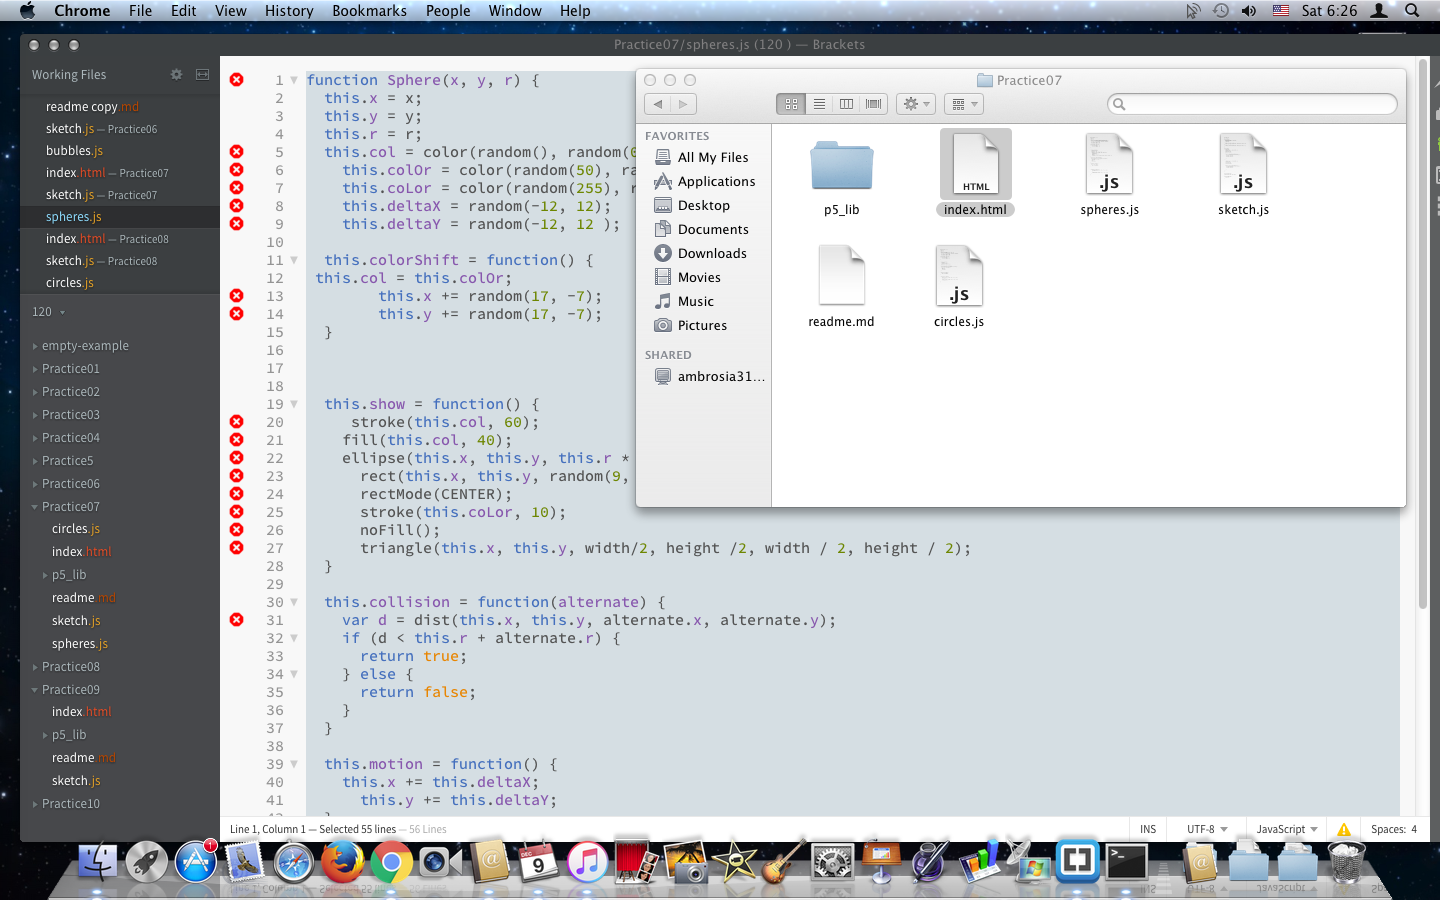 Chrome File Edit View History Bookmarks People Window Help Sat 6:26
Practice07/spheres.js (120 ) — Brackets
Working Files
readme copy.md
sketch.js — Practice06
bubbles.js
index.html — Practice07
sketch.js — Practice07
spheres.js
index.html — Practice08
sketch.js — Practice08
circles.js
120
empty-example
Practice01
Practice02
Practice03
Practice04
Practice5
Practice06
Practice07
circles.js
index.html
p5_lib
readme.md
sketch.js
spheres.js
Practice08
Practice09
index.html
p5_lib
readme.md
sketch.js
Practice10
1 function Sphere(x, y, r) {
2 this.x = x;
3 this.y = y;
4 this.r = r;
5 this.col = color(random(), random(
6 this.colOr = color(random(50), ra
7 this.coLor = color(random(255), r
8 this.deltaX = random(-12, 12);
9 this.deltaY = random(-12, 12 );
10
11 this.colorShift = function() {
12 this.col = this.colOr;
13 this.x += random(17, -7);
14 this.y += random(17, -7);
15 }
16
17
18
19 this.show = function() {
20 stroke(this.col, 60);
21 fill(this.col, 40);
22 ellipse(this.x, this.y, this.r *
23 rect(this.x, this.y, random(9,
24 rectMode(CENTER);
25 stroke(this.coLor, 10);
26 noFill();
27 triangle(this.x, this.y, width/2, height /2, width / 2, height / 2);
28 }
29
30 this.collision = function(alternate) {
31 var d = dist(this.x, this.y, alternate.x, alternate.y);
32 if (d < this.r + alternate.r) {
33 return true;
34 } else {
35 return false;
36 }
37 }
38
39 this.motion = function() {
40 this.x += this.deltaX;
41 this.y += this.deltaY;
Line 1, Column 1 — Selected 55 lines — 56 Lines
INS UTF-8 JavaScript Spaces: 4
Practice07
FAVORITES
All My Files
Applications
Desktop
Documents
Downloads
Movies
Music
Pictures
SHARED
ambrosia31...
HTML
.js
.js
p5_lib
index.html
spheres.js
sketch.js
.js
readme.md
circles.js
1
DEC
9